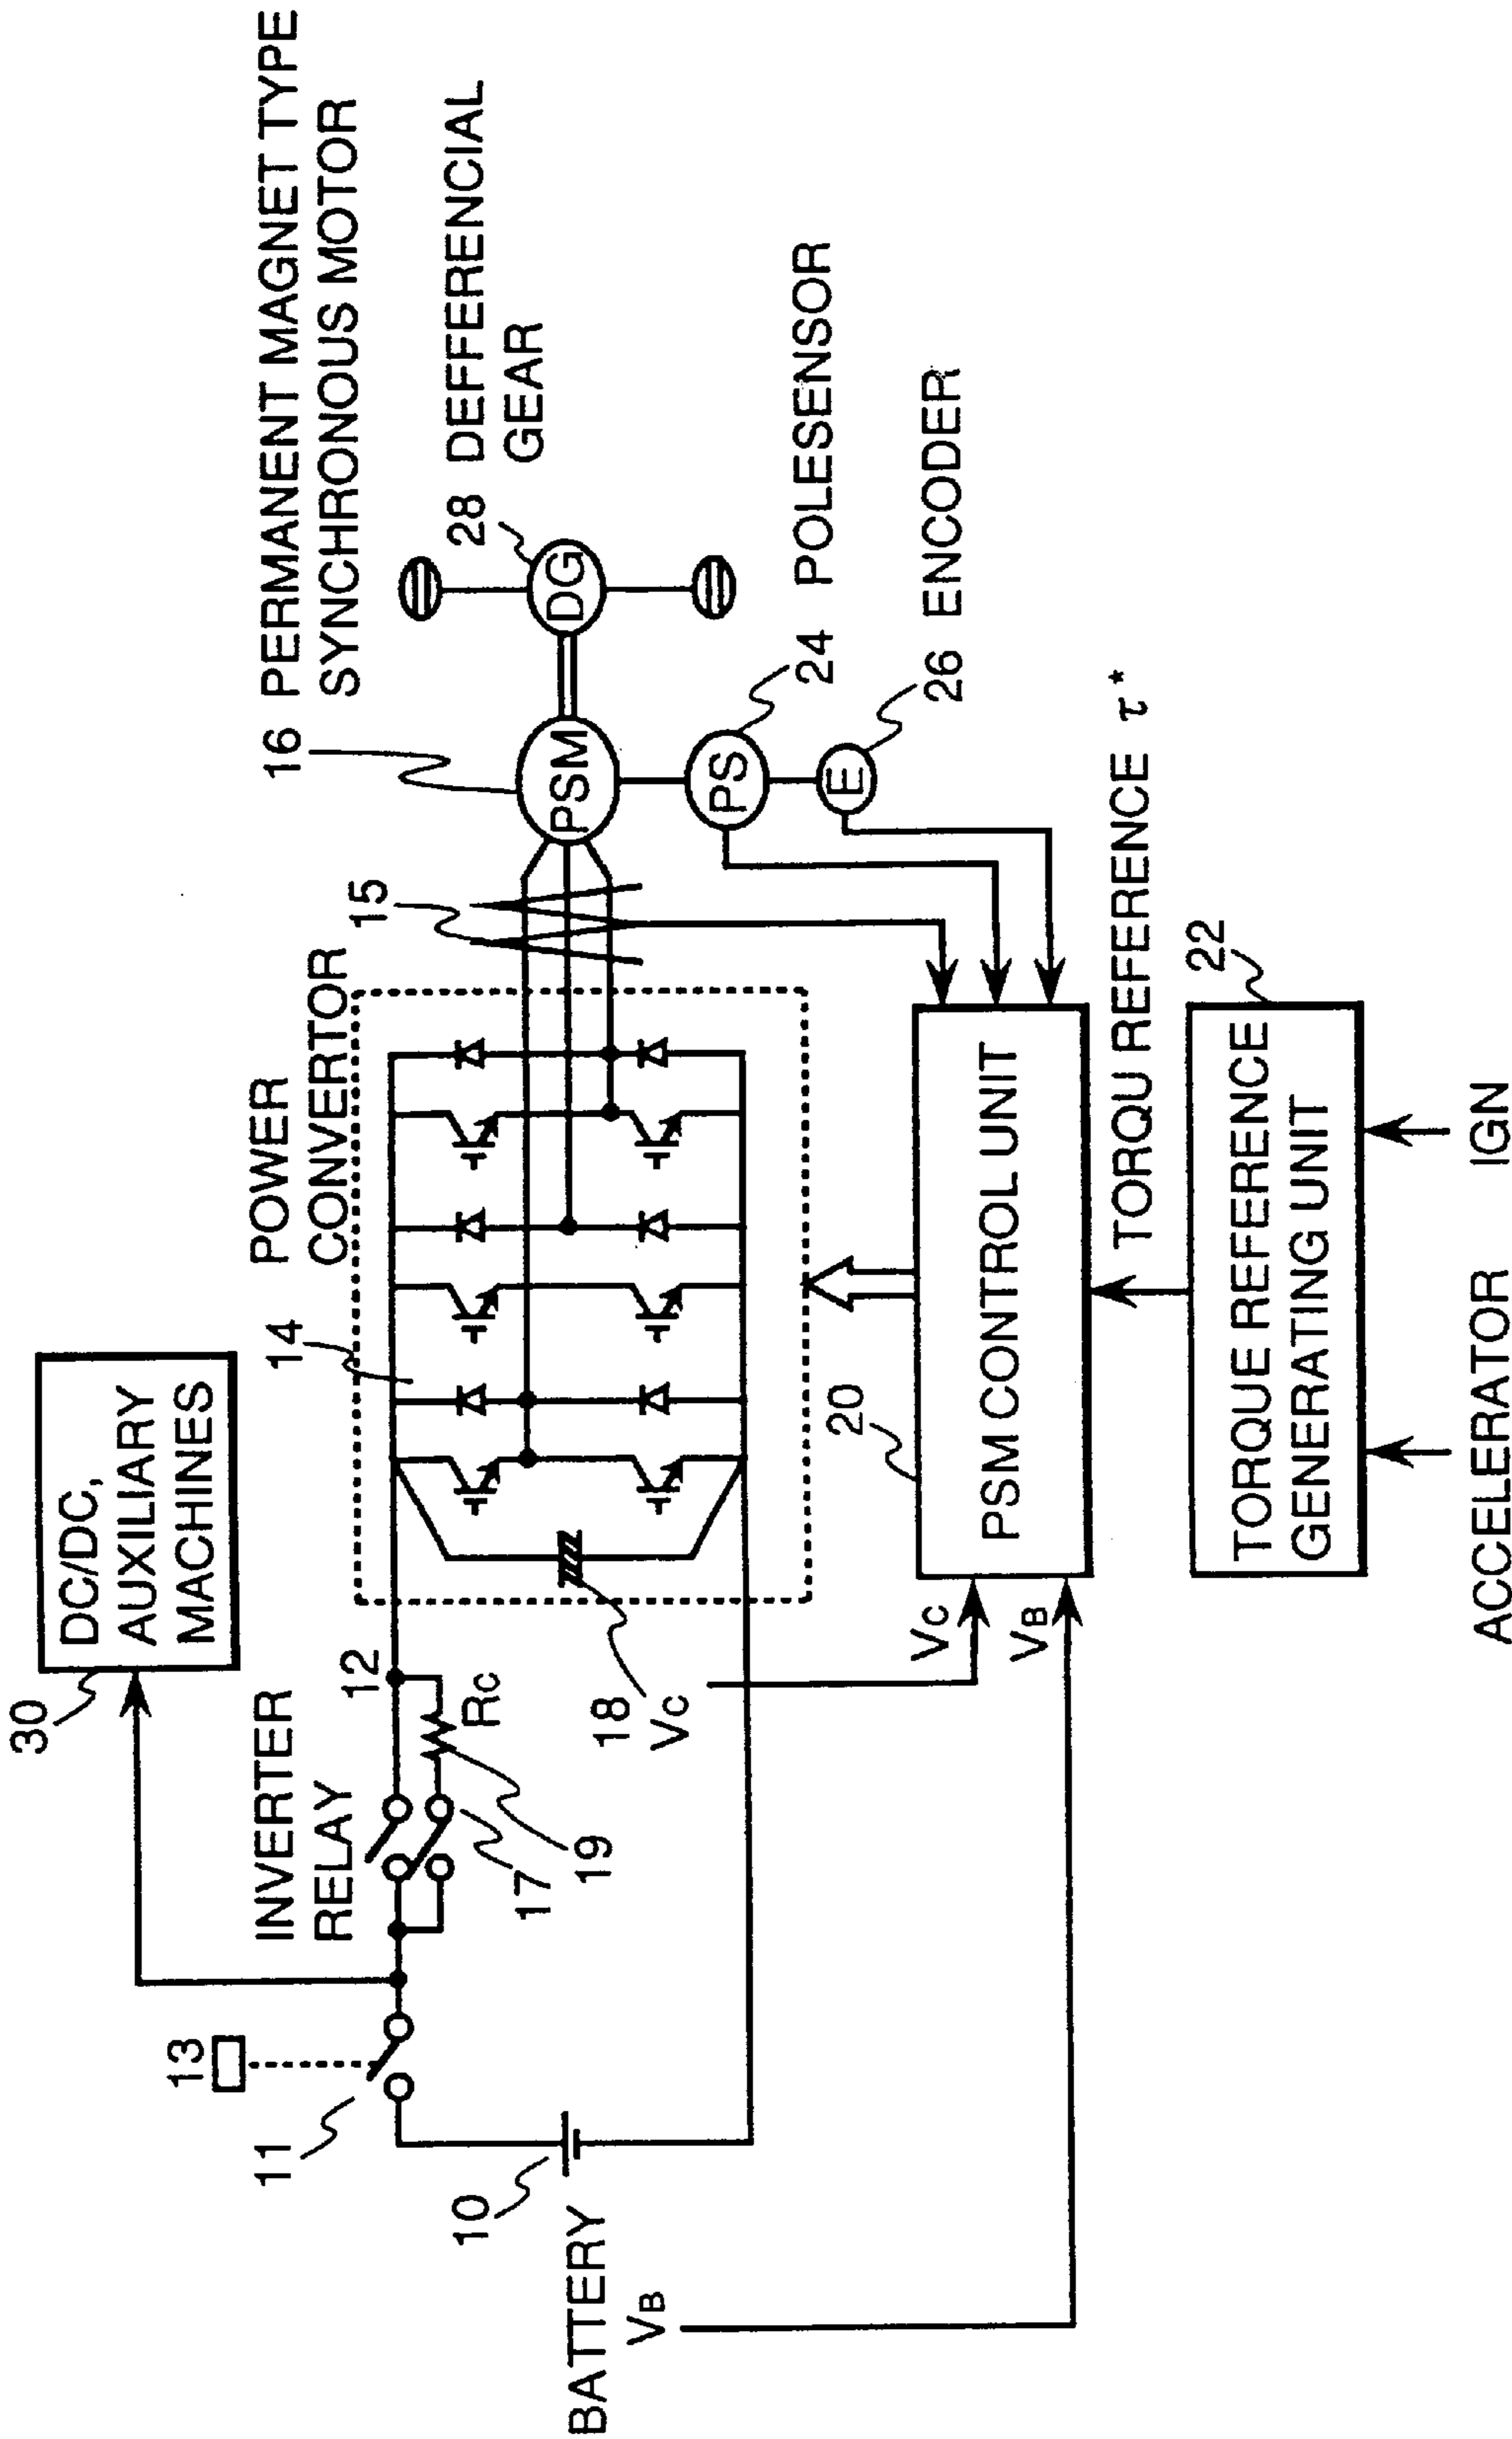 30
DC/DC,
AUXILIARY
MACHINES
13
11
INVERTER
RELAY
12
14
POWER
CONVERTOR
15
16 PERMANENT MAGNET TYPE
SYNCHRONOUS MOTOR
28 DEFFERENCIAL
GEAR
DG
PSM
PS
E
24 POLESENSOR
26 ENCODER
RC
17
19
10
BATTERY
VB
18
VC
VC
VB
20
PSM CONTROL UNIT
TORQU REFERENCE τ*
22
TORQUE REFERENCE
GENERATING UNIT
ACCELERATOR
IGN